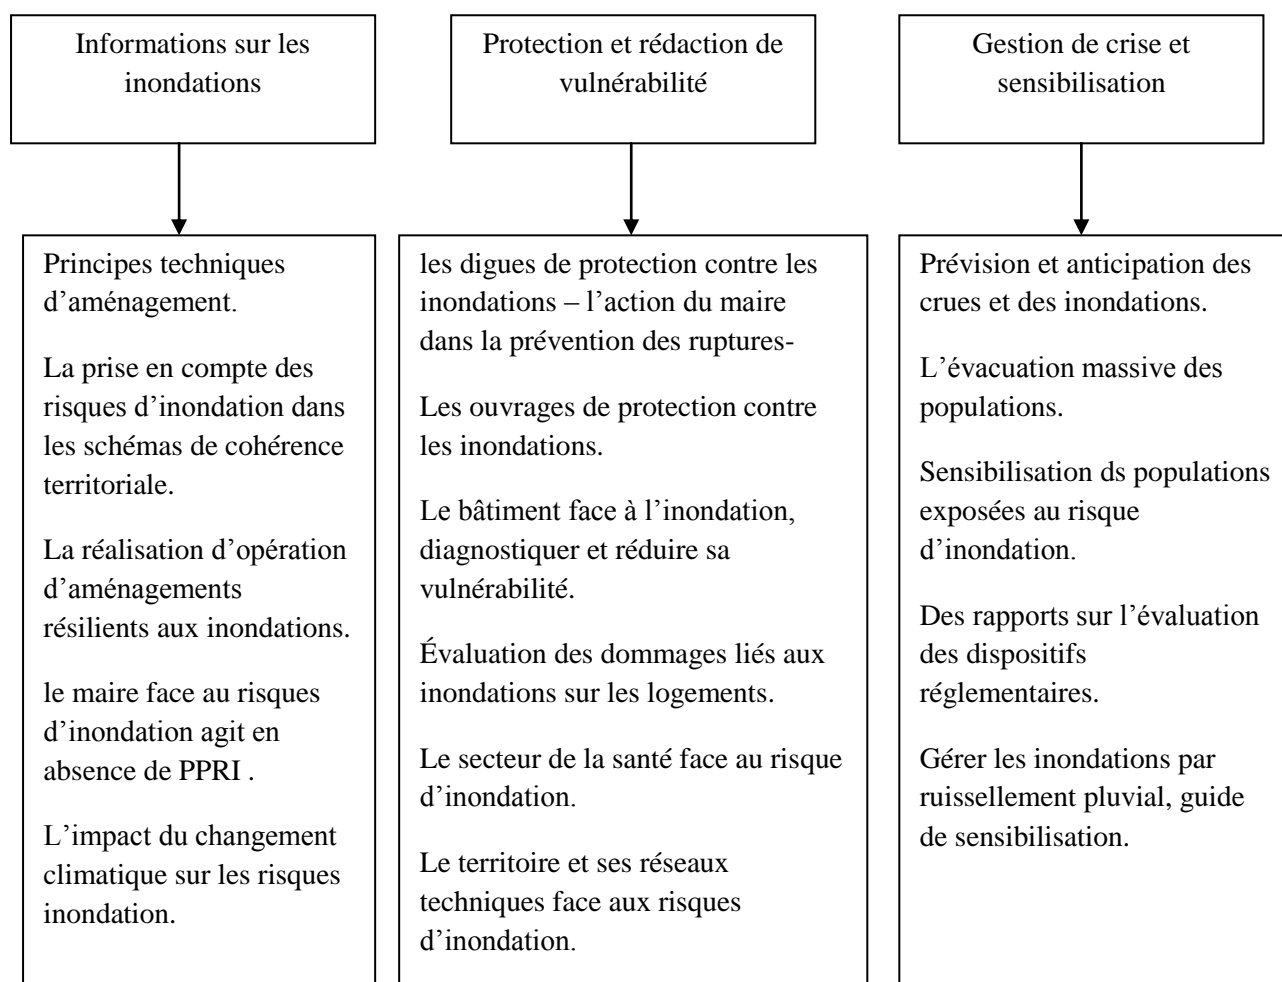 Informations sur les
inondations
Protection et rédaction de
vulnérabilité
Gestion de crise et
sensibilisation
Principes techniques
d’aménagement.
La prise en compte des
risques d’inondation dans
les schémas de cohérence
territoriale.
La réalisation d’opération
d’aménagements
résilients aux inondations.
le maire face au risques
d’inondation agit en
absence de PPRI .
L’impact du changement
climatique sur les risques
inondation.
les digues de protection contre les
inondations – l’action du maire
dans la prévention des ruptures-
Les ouvrages de protection contre
les inondations.
Le bâtiment face à l’inondation,
diagnostiquer et réduire sa
vulnérabilité.
Évaluation des dommages liés aux
inondations sur les logements.
Le secteur de la santé face au risque
d’inondation.
Le territoire et ses réseaux
techniques face aux risques
d’inondation.
Prévision et anticipation des
crues et des inondations.
L’évacuation massive des
populations.
Sensibilisation ds populations
exposées au risque
d’inondation.
Des rapports sur l’évaluation
des dispositifs
réglementaires.
Gérer les inondations par
ruissellement pluvial, guide
de sensibilisation.